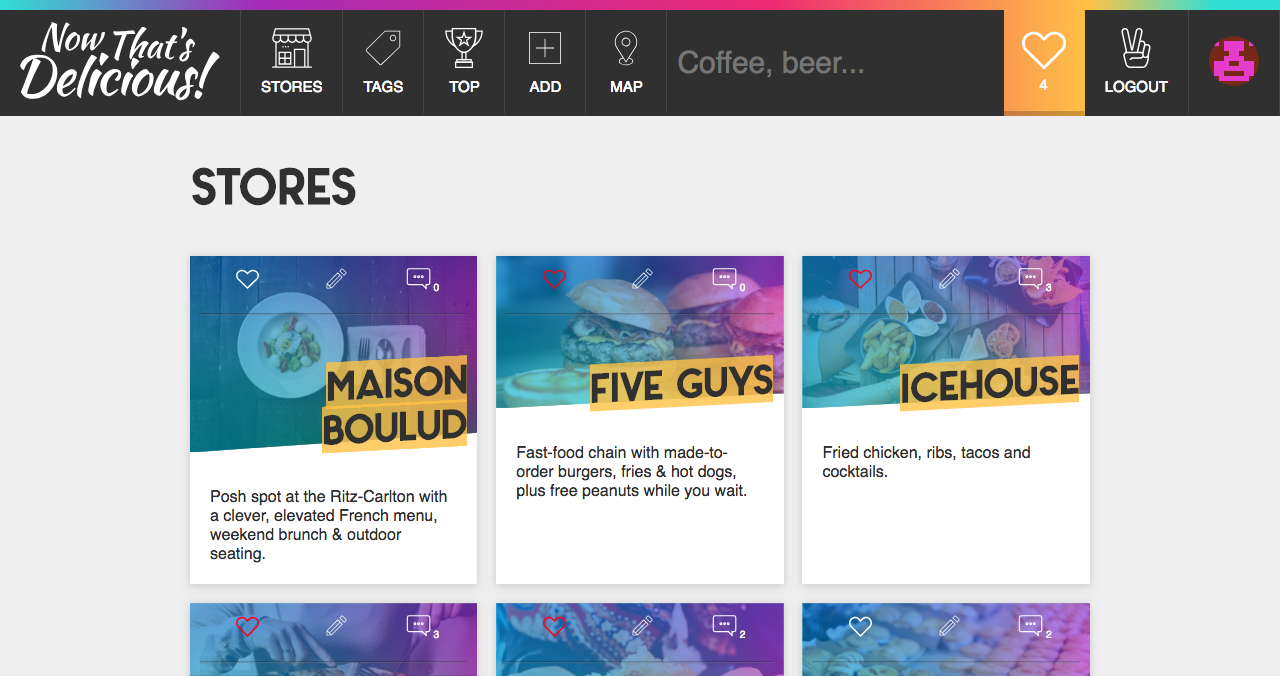 Now That's
Delicious!
STORES
TAGS
TOP
ADD
MAP
Coffee, beer...
4
LOGOUT
STORES
0
MAISON
BOULUD
Posh spot at the Ritz-Carlton with
a clever, elevated French menu,
weekend brunch & outdoor
seating.
0
FIVE GUYS
Fast-food chain with made-to-
order burgers, fries & hot dogs,
plus free peanuts while you wait.
3
ICEHOUSE
Fried chicken, ribs, tacos and
cocktails.
3
2
2